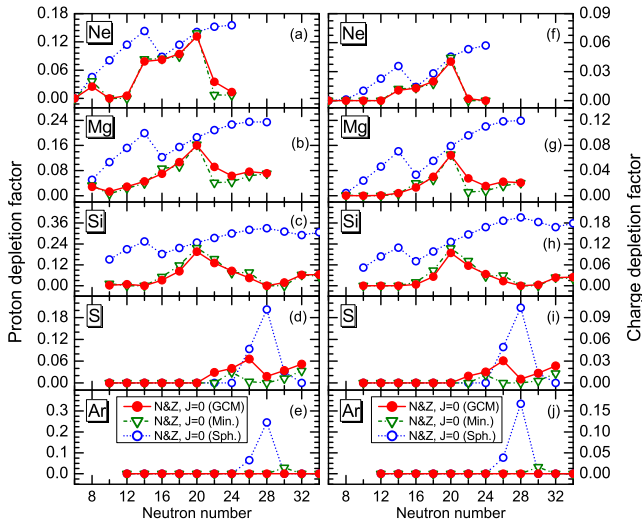 0.18
0.12
0.06
0.00
Ne
(a)
Ne
(f)
0.09
0.06
0.03
0.00
0.24
0.16
0.08
0.00
Mg
(b)
Mg
(g)
0.12
0.08
0.04
0.00
0.36
0.24
0.12
0.00
Si
(c)
Si
(h)
0.18
0.12
0.06
0.00
0.18
0.12
0.06
0.00
S
(d)
S
(i)
0.09
0.06
0.03
0.00
0.3
0.2
0.1
0.0
Ar
N&Z, J=0 (GCM)
N&Z, J=0 (Min.)
N&Z, J=0 (Sph.)
(e)
Ar
N&Z, J=0 (GCM)
N&Z, J=0 (Min.)
N&Z, J=0 (Sph.)
(j)
0.15
0.10
0.05
0.00
8 12 16 20 24 28 32
8 12 16 20 24 28 32
Neutron number
Neutron number
Proton depletion factor
Charge depletion factor